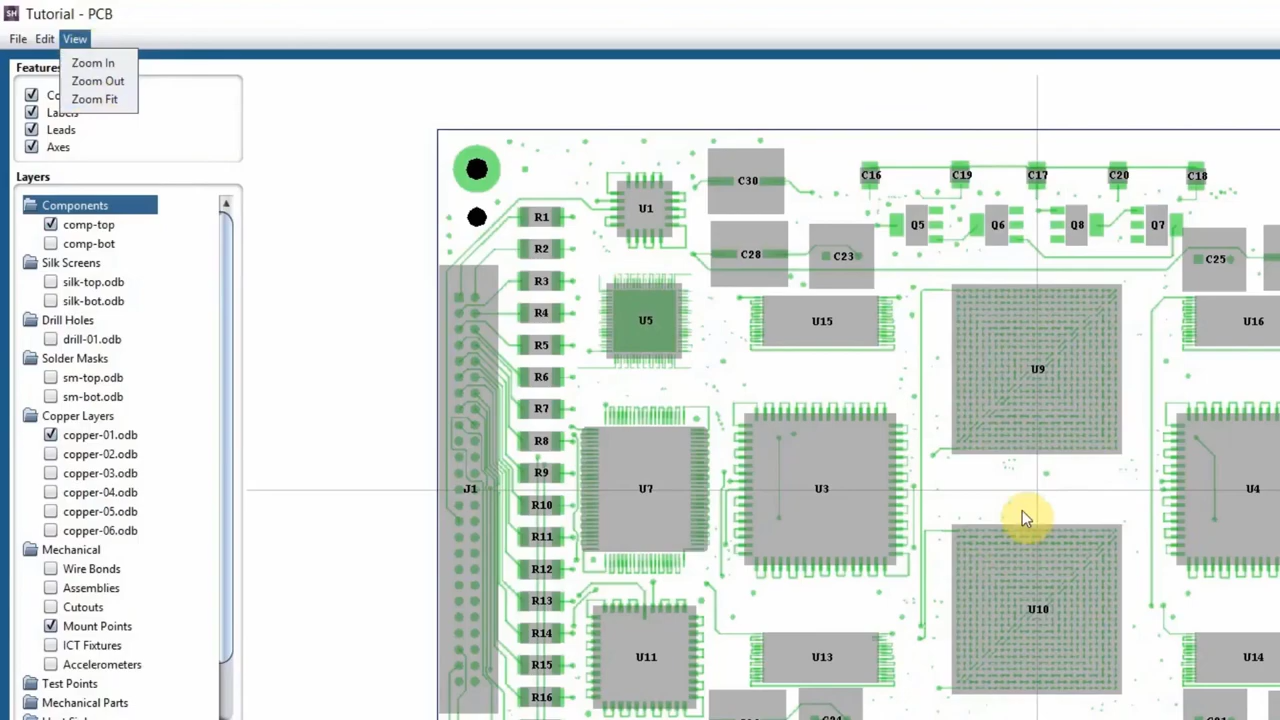 SH Tutorial - PCB
File Edit View
Zoom In
Zoom Out
Zoom Fit
Features
Labels
Leads
Axes
Layers
Components
comp-top
comp-bot
Silk Screens
silk-top.odb
silk-bot.odb
Drill Holes
drill-01.odb
Solder Masks
sm-top.odb
sm-bot.odb
Copper Layers
copper-01.odb
copper-02.odb
copper-03.odb
copper-04.odb
copper-05.odb
copper-06.odb
Mechanical
Wire Bonds
Assemblies
Cutouts
Mount Points
ICT Fixtures
Accelerometers
Test Points
Mechanical Parts
C16 C19 C17 C20 C18
C30
U1
R1
Q5 Q6 Q8 Q7
R2
C28 C23 C25
R3
R4
U5 U15 U16
R5
U9
R6
R7
R8
R9
J1 U7 U3 U4
R10
R11
R12
R13
U10
R14
U11 U13 U14
R15
R16